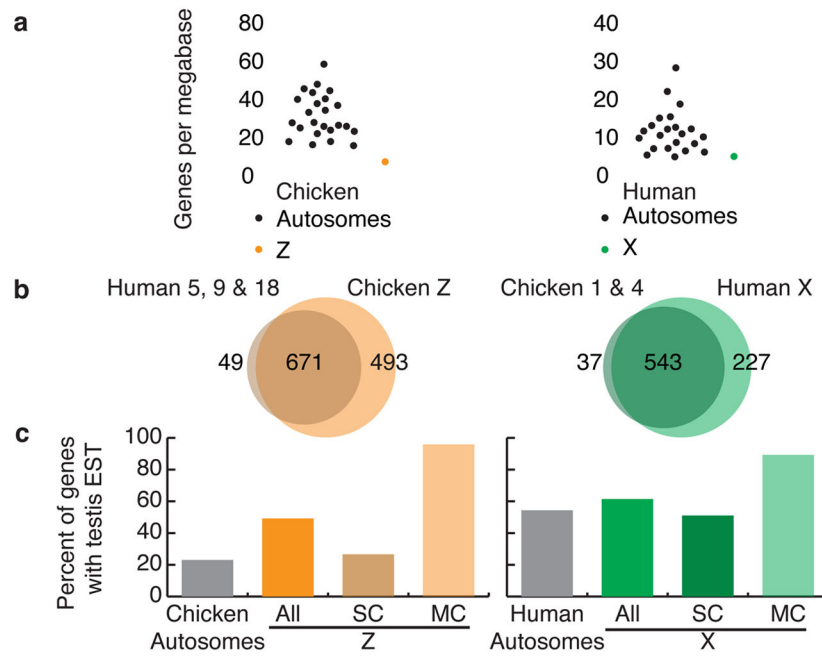 a
Genes per megabase
80
60
40
20
0
Chicken
Autosomes
Z
40
30
20
10
0
Human
Autosomes
X
b
Human 5, 9 & 18 Chicken Z
49 671 493
Chicken 1 & 4 Human X
37 543 227
c
Percent of genes
with testis EST
100
80
60
40
20
0
Chicken All SC MC
Autosomes Z
Human All SC MC
Autosomes X